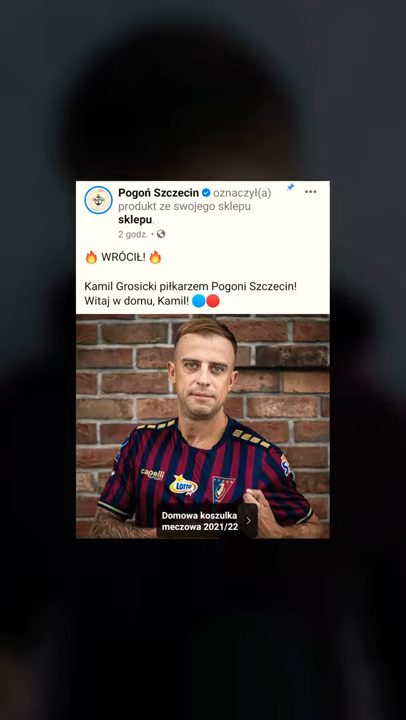 Pogoń Szczecin oznaczył(a)
produkt ze swojego sklepu
sklepu.
2 godz. •
🔥 WRÓCIŁ! 🔥
Kamil Grosicki piłkarzem Pogoni Szczecin!
Witaj w domu, Kamil! 🔵🔴
capelli
LOTTO
Domowa koszulka
meczowa 2021/22